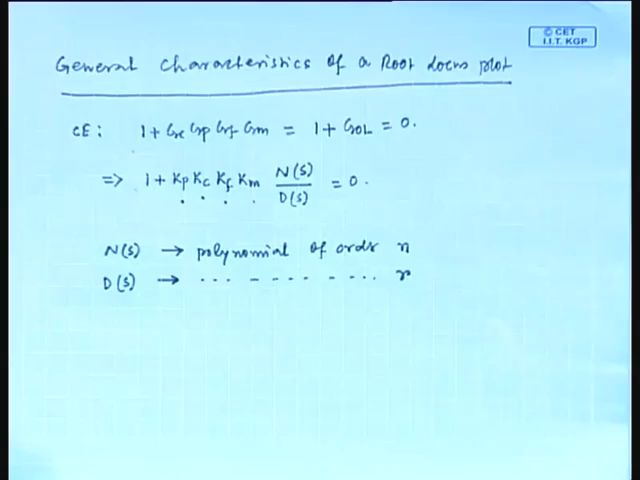 © CET
I.I.T. KGP
General Characteristics of a Root Locus plot
CE: 1 + Gc Gp Gf Gm = 1 + GOL = 0.
=> 1 + Kp Kc Kf Km N(s)/D(s) = 0.
N(s) → polynomial of order n
D(s) → ... - ... .. ... r